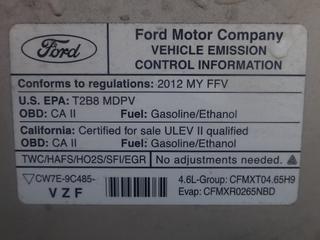 Ford
Ford Motor Company
VEHICLE EMISSION
CONTROL INFORMATION
Conforms to regulations: 2012 MY FFV
U.S. EPA: T2B8 MDPV
OBD: CA II Fuel: Gasoline/Ethanol
California: Certified for sale ULEV II qualified
OBD: CA II Fuel: Gasoline/Ethanol
TWC/HAFS/HO2S/SFI/EGR No adjustments needed.
CW7E-9C485- 4.6L-Group: CFMXT04.65H9
VZF Evap: CFMXR0265NBD